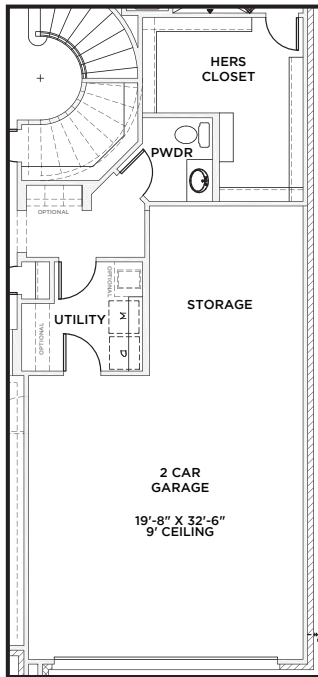 HERS
CLOSET
PWDR
OPTIONAL
OPTIONAL
STORAGE
UTILITY
W
OPTIONAL
D
2 CAR
GARAGE
19'-8" X 32'-6"
9' CEILING